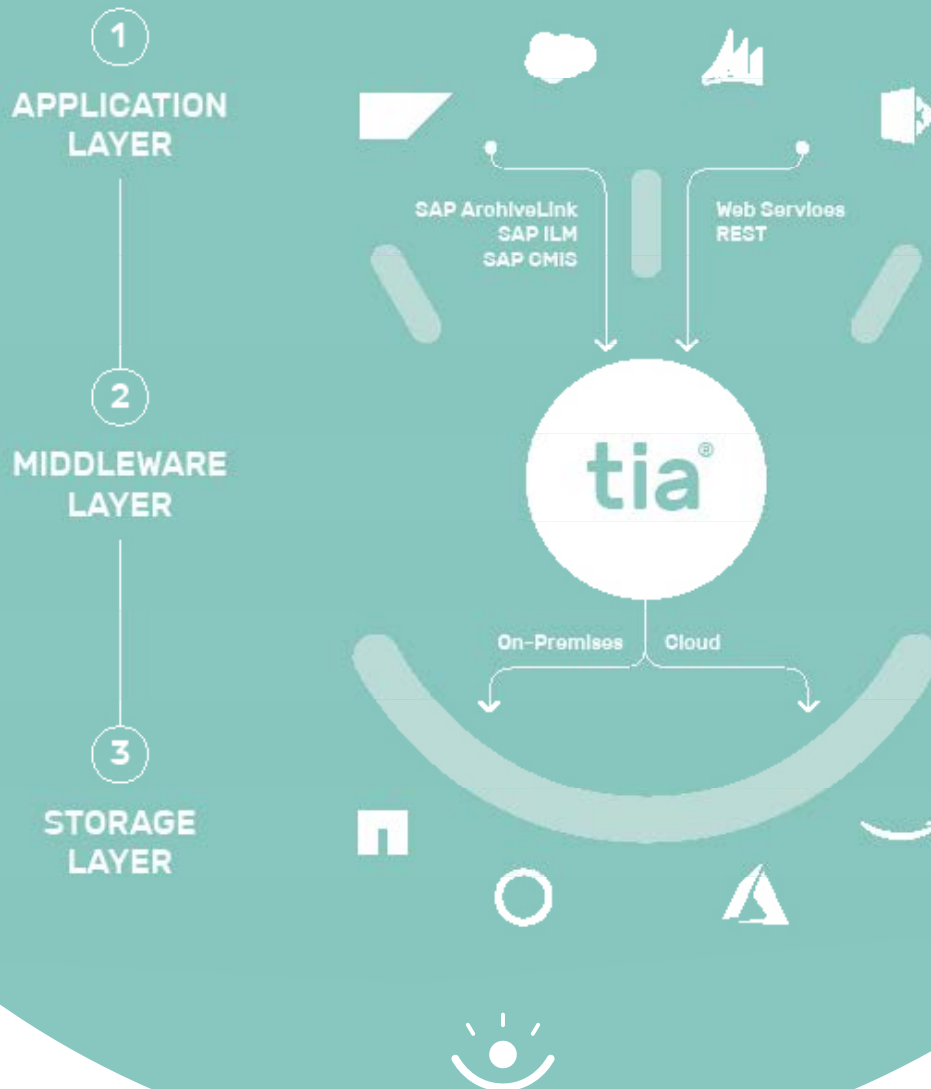 1
APPLICATION
LAYER
SAP ArchiveLink
SAP ILM
SAP CMIS
Web Services
REST
2
MIDDLEWARE
LAYER
tia®
On-Premises
Cloud
3
STORAGE
LAYER